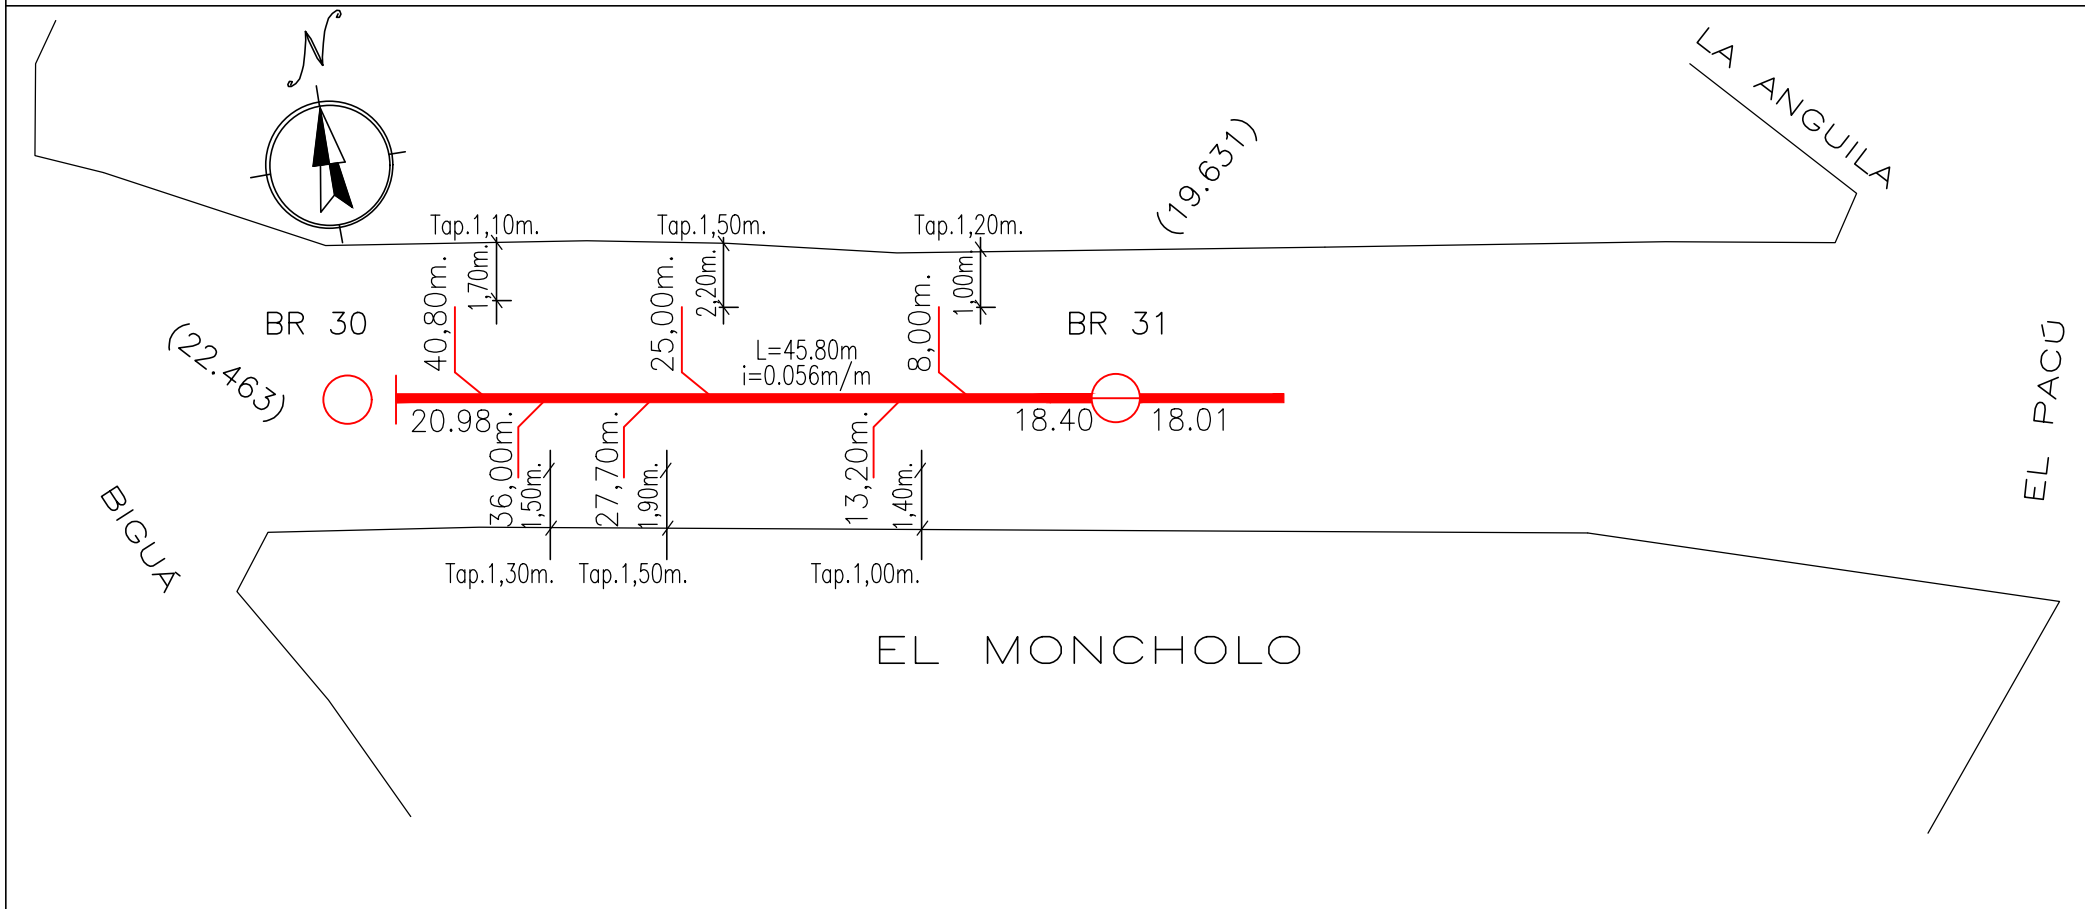 N
LA ANGUILA
(19.631)
Tap.1,10m.
Tap.1,50m.
Tap.1,20m.
40,80m.
1,70m.
25,00m.
2,20m.
8,00m.
1,00m.
BR 30
BR 31
(22.463)
L=45.80m
i=0.056m/m
20.98
18.40
18.01
EL PACÚ
36,00m.
1,50m.
27,70m.
1,90m.
13,20m.
1,40m.
BIGUÁ
Tap.1,30m.
Tap.1,50m.
Tap.1,00m.
EL MONCHOLO